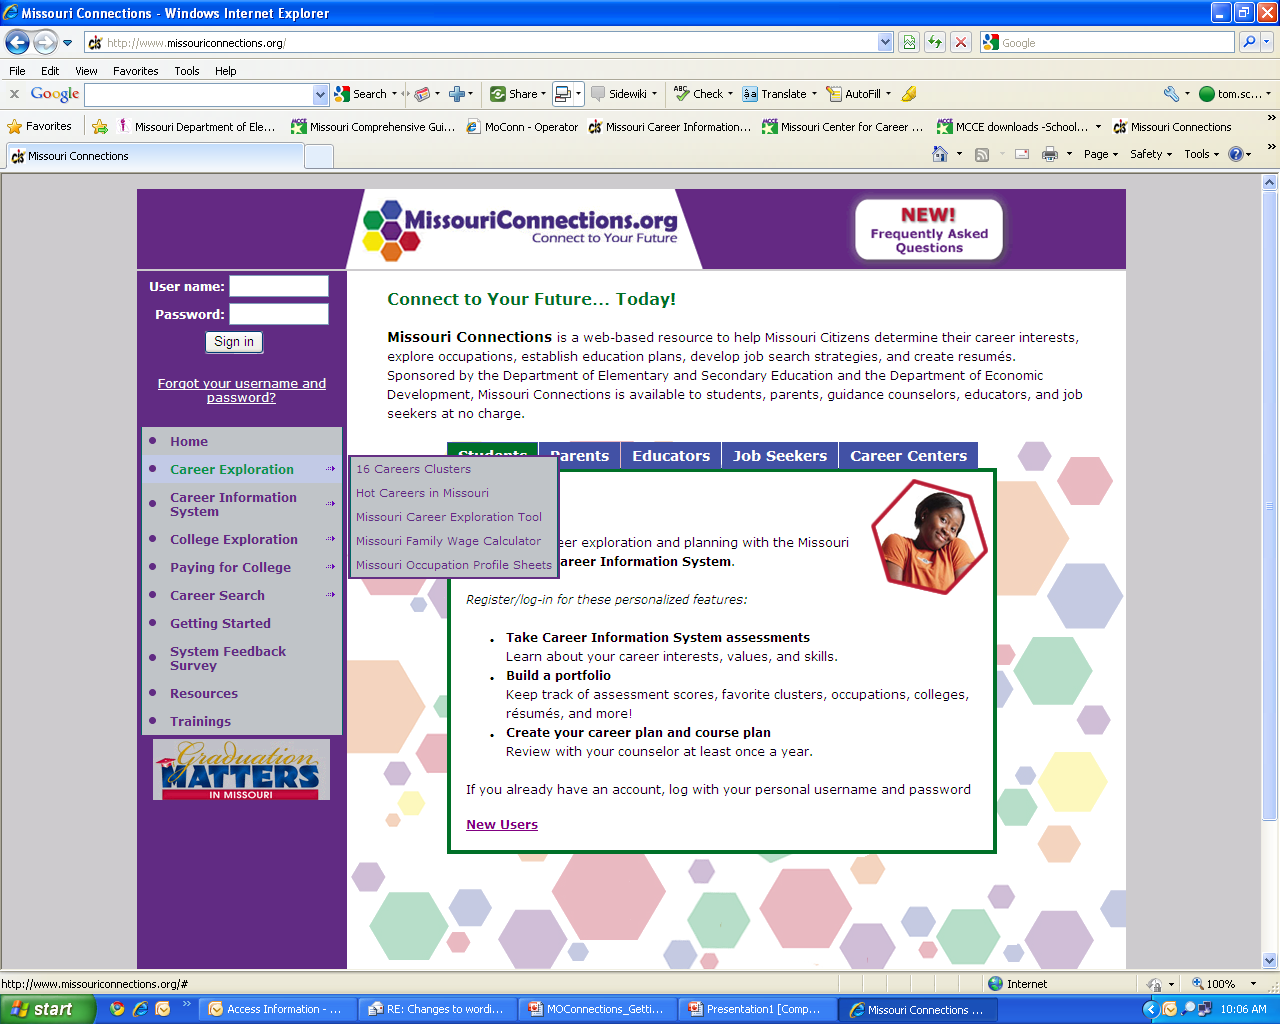 Missouri Connections - Windows Internet Explorer
http://www.missouriconnections.org/
Google
File Edit View Favorites Tools Help
x Google Search Share Sidewiki ABC Check Translate AutoFill tom.sc...
Favorites Missouri Department of Ele... Missouri Comprehensive Gui... MoConn - Operator Missouri Career Information... Missouri Center for Career ... MCCE downloads -School... Missouri Connections
Missouri Connections
Page Safety Tools
MissouriConnections.org
Connect to Your Future
NEW!
Frequently Asked
Questions
User name:
Password:
Sign in
Forgot your username and
password?
Home
Career Exploration
Career Information
System
College Exploration
Paying for College
Career Search
Getting Started
System Feedback
Survey
Resources
Trainings
Graduation
MATTERS
IN MISSOURI
16 Careers Clusters
Hot Careers in Missouri
Missouri Career Exploration Tool
Missouri Family Wage Calculator
Missouri Occupation Profile Sheets
Connect to Your Future... Today!
Missouri Connections is a web-based resource to help Missouri Citizens determine their career interests,
explore occupations, establish education plans, develop job search strategies, and create resumés.
Sponsored by the Department of Elementary and Secondary Education and the Department of Economic
Development, Missouri Connections is available to students, parents, guidance counselors, educators, and job
seekers at no charge.
Students Parents Educators Job Seekers Career Centers
career exploration and planning with the Missouri
Career Information System.
Register/log-in for these personalized features:
Take Career Information System assessments
Learn about your career interests, values, and skills.
Build a portfolio
Keep track of assessment scores, favorite clusters, occupations, colleges,
résumés, and more!
Create your career plan and course plan
Review with your counselor at least once a year.
If you already have an account, log with your personal username and password
New Users
http://www.missouriconnections.org/#
Internet
100%
start
Access Information - ...
RE: Changes to wordi...
MOConnections_Getti...
Presentation1 [Comp...
Missouri Connections ...
10:06 AM